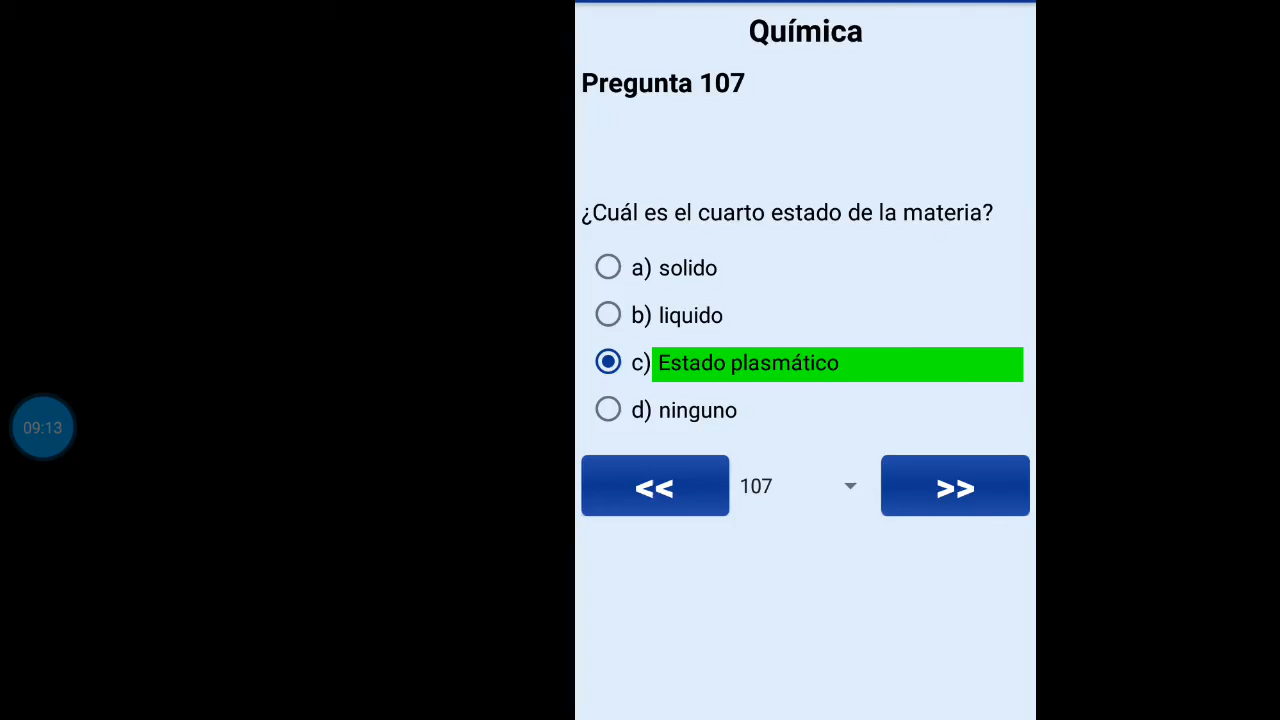 Química
Pregunta 107
¿Cuál es el cuarto estado de la materia?
a) solido
b) liquido
c) Estado plasmático
d) ninguno
<< 107 >>
09:13